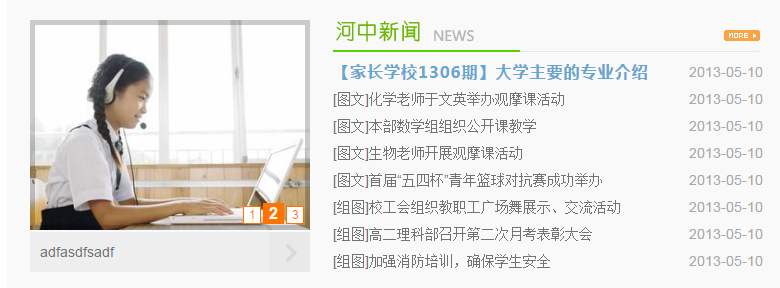 河中新闻 NEWS
MORE
【家长学校1306期】大学主要的专业介绍 2013-05-10
[图文]化学老师于文英举办观摩课活动 2013-05-10
[图文]本部数学组组织公开课教学 2013-05-10
[图文]生物老师开展观摩课活动 2013-05-10
[图文]首届“五四杯”青年篮球对抗赛成功举办 2013-05-10
[组图]校工会组织教职工广场舞展示、交流活动 2013-05-10
[组图]高二理科部召开第二次月考表彰大会 2013-05-10
[组图]加强消防培训，确保学生安全 2013-05-10
1 2 3
adfasdfsadf